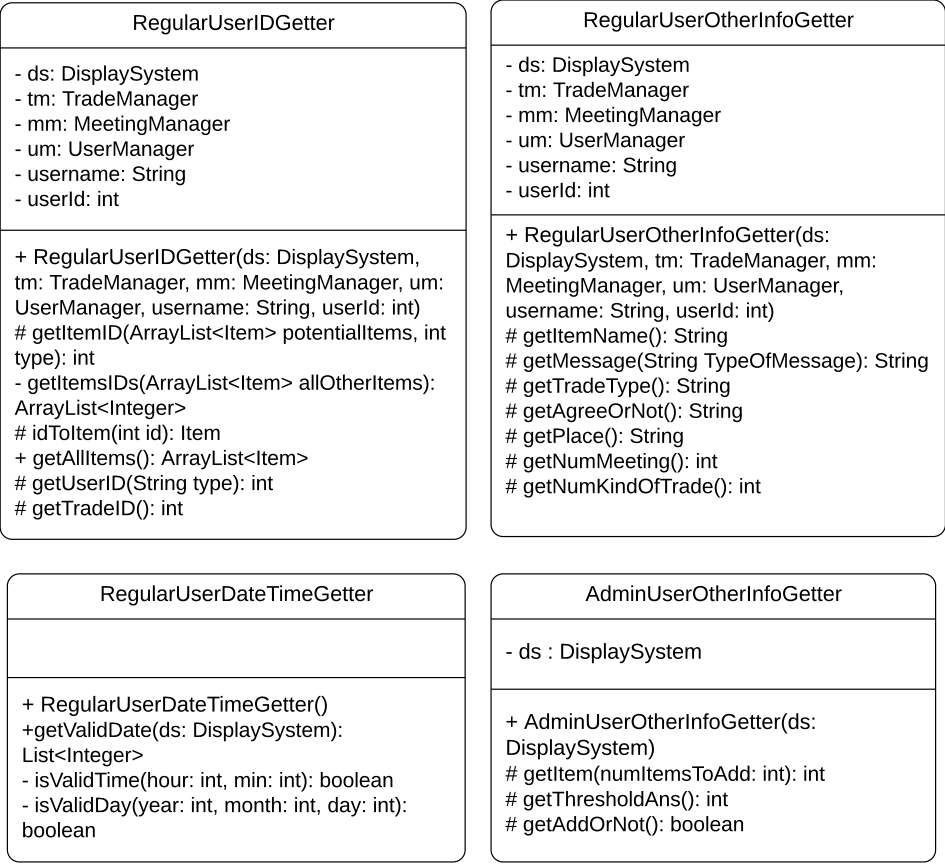 RegularUserIDGetter
- ds: DisplaySystem
- tm: TradeManager
- mm: MeetingManager
- um: UserManager
- username: String
- userId: int
+ RegularUserIDGetter(ds: DisplaySystem,
tm: TradeManager, mm: MeetingManager, um:
UserManager, username: String, userId: int)
# getItemID(ArrayList<Item> potentialItems, int
type): int
- getItemsIDs(ArrayList<Item> allOtherItems):
ArrayList<Integer>
# idToItem(int id): Item
+ getAllItems(): ArrayList<Item>
# getUserID(String type): int
# getTradeID(): int
RegularUserOtherInfoGetter
- ds: DisplaySystem
- tm: TradeManager
- mm: MeetingManager
- um: UserManager
- username: String
- userId: int
+ RegularUserOtherInfoGetter(ds:
DisplaySystem, tm: TradeManager, mm:
MeetingManager, um: UserManager,
username: String, userId: int)
# getItemName(): String
# getMessage(String TypeOfMessage): String
# getTradeType(): String
# getAgreeOrNot(): String
# getPlace(): String
# getNumMeeting(): int
# getNumKindOfTrade(): int
RegularUserDateTimeGetter
+ RegularUserDateTimeGetter()
+getValidDate(ds: DisplaySystem):
List<Integer>
- isValidTime(hour: int, min: int): boolean
- isValidDay(year: int, month: int, day: int):
boolean
AdminUserOtherInfoGetter
- ds : DisplaySystem
+ AdminUserOtherInfoGetter(ds:
DisplaySystem)
# getItem(numItemsToAdd: int): int
# getThresholdAns(): int
# getAddOrNot(): boolean